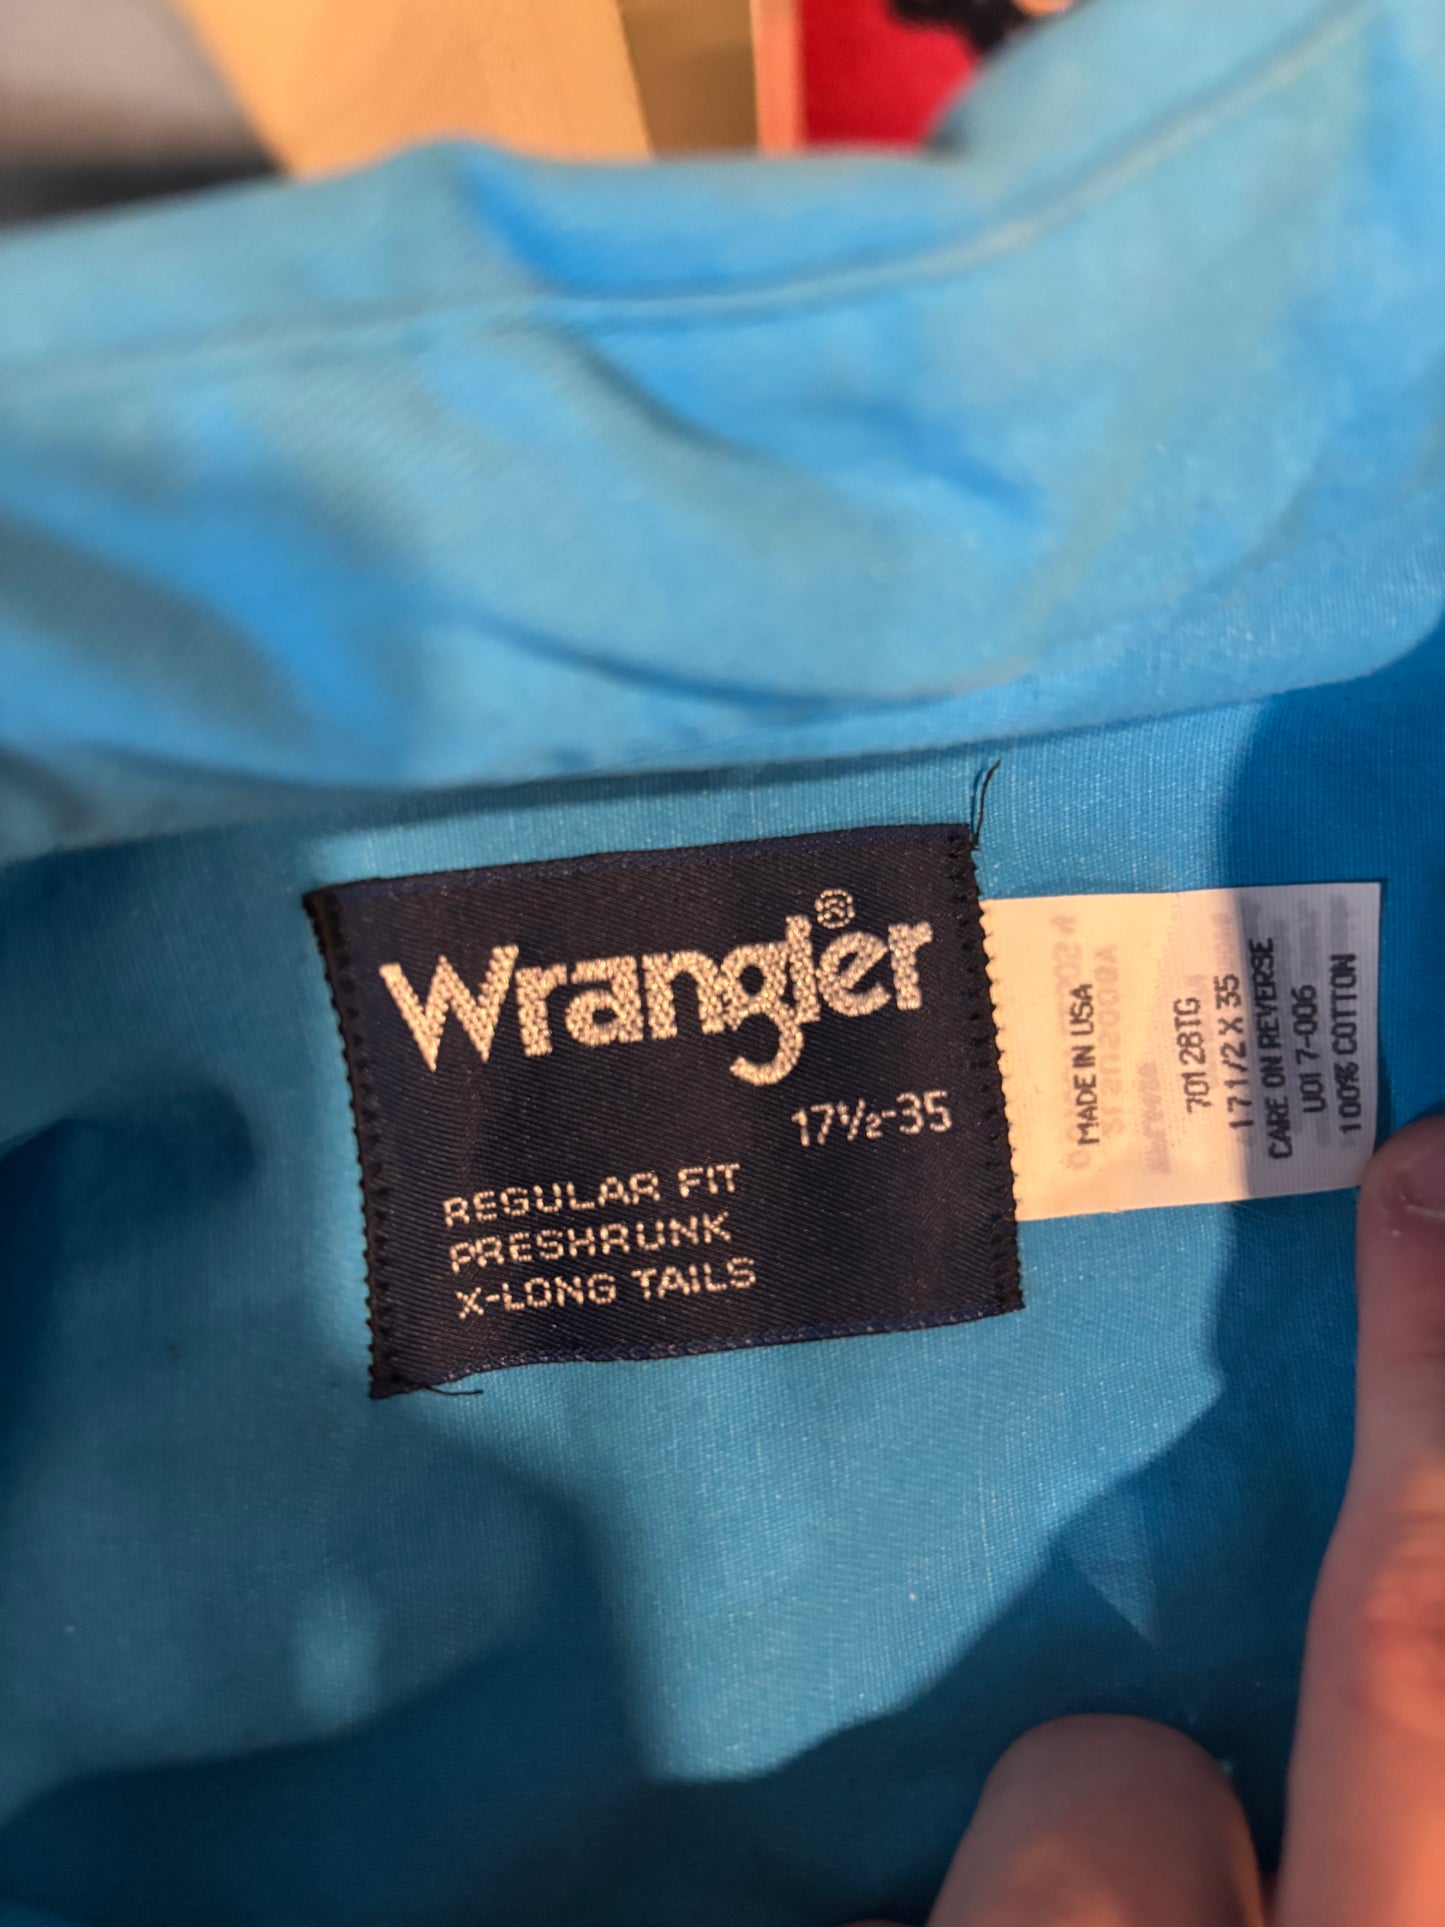 Wrangler®
17½-35
REGULAR FIT
PRESHRUNK
X-LONG TAILS
MADE IN USA
70128TG
17 1/2 X 35
CARE ON REVERSE
U017-006
100% COTTON